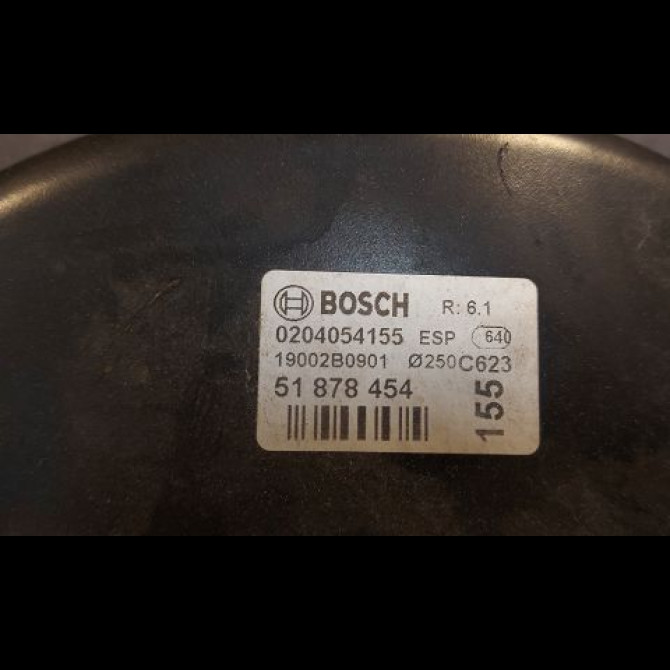 BOSCH R: 6.1
0204054155 ESP 640
19002B0901 Ø250C623
51 878 454
155